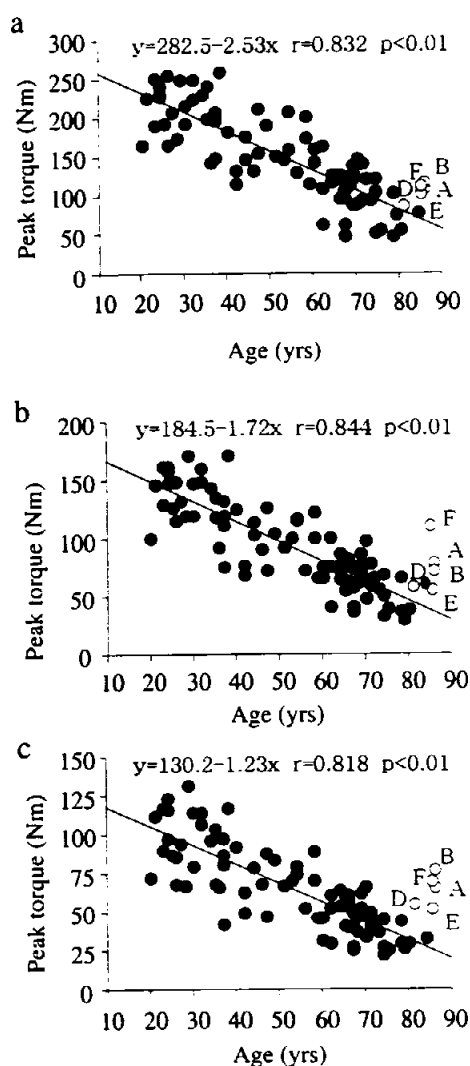 a
y=282.5-2.53x r=0.832 p<0.01
Peak torque (Nm)
300
250
200
150
100
50
0
F B
D A
E
10 20 30 40 50 60 70 80 90
Age (yrs)
b
y=184.5-1.72x r=0.844 p<0.01
Peak torque (Nm)
200
150
100
50
0
F
A
D B
E
10 20 30 40 50 60 70 80 90
Age (yrs)
c
y=130.2-1.23x r=0.818 p<0.01
Peak torque (Nm)
150
125
100
75
50
25
0
B
F A
D E
10 20 30 40 50 60 70 80 90
Age (yrs)